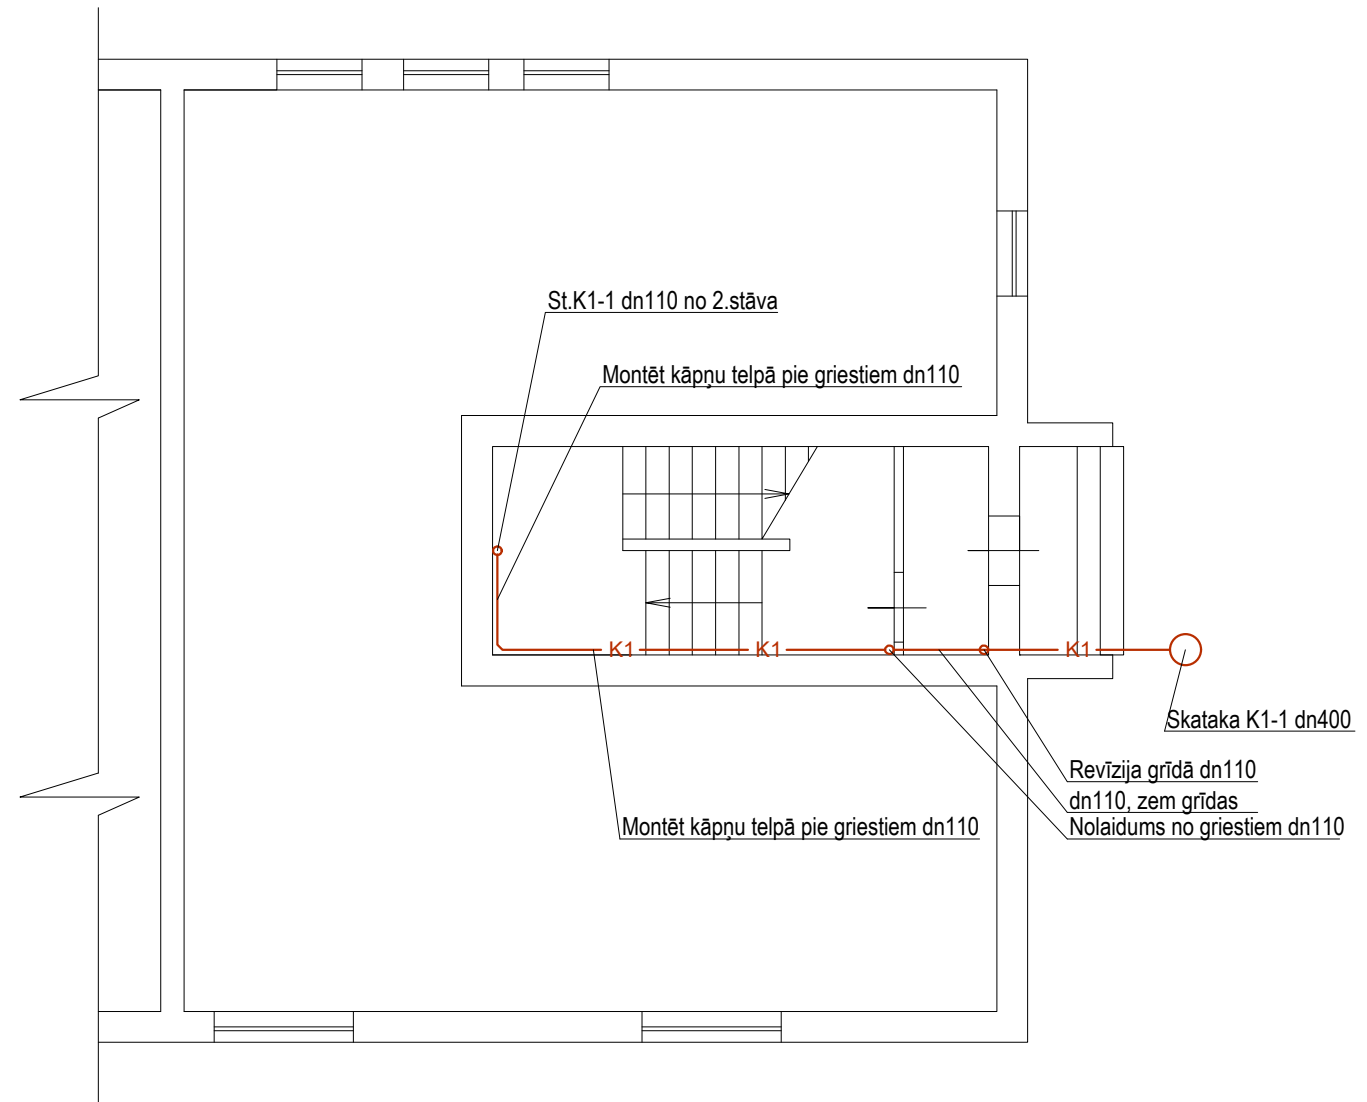 St.K1-1 dn110 no 2.stāva
Montēt kāpņu telpā pie griestiem dn110
K1
K1
K1
Skataka K1-1 dn400
Revīzija grīdā dn110
dn110, zem grīdas
Nolaidums no griestiem dn110
Montēt kāpņu telpā pie griestiem dn110